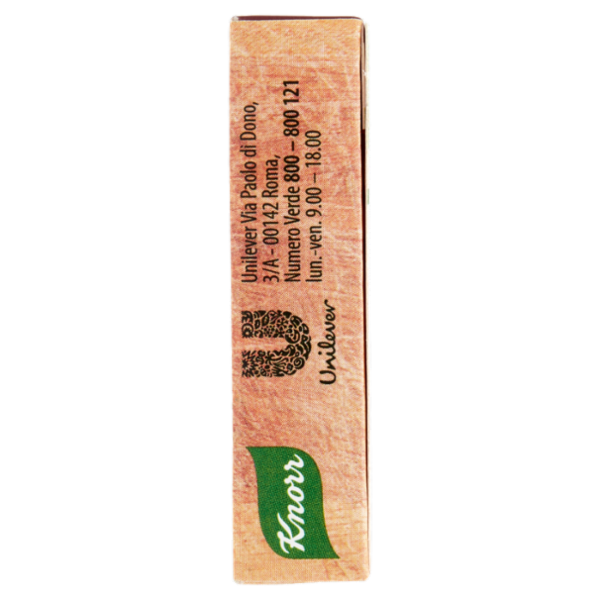 Knorr
Unilever
Unilever Via Paolo di Dono,
3/A - 00142 Roma,
Numero Verde 800 – 800 121
lun.-ven. 9.00 – 18.00